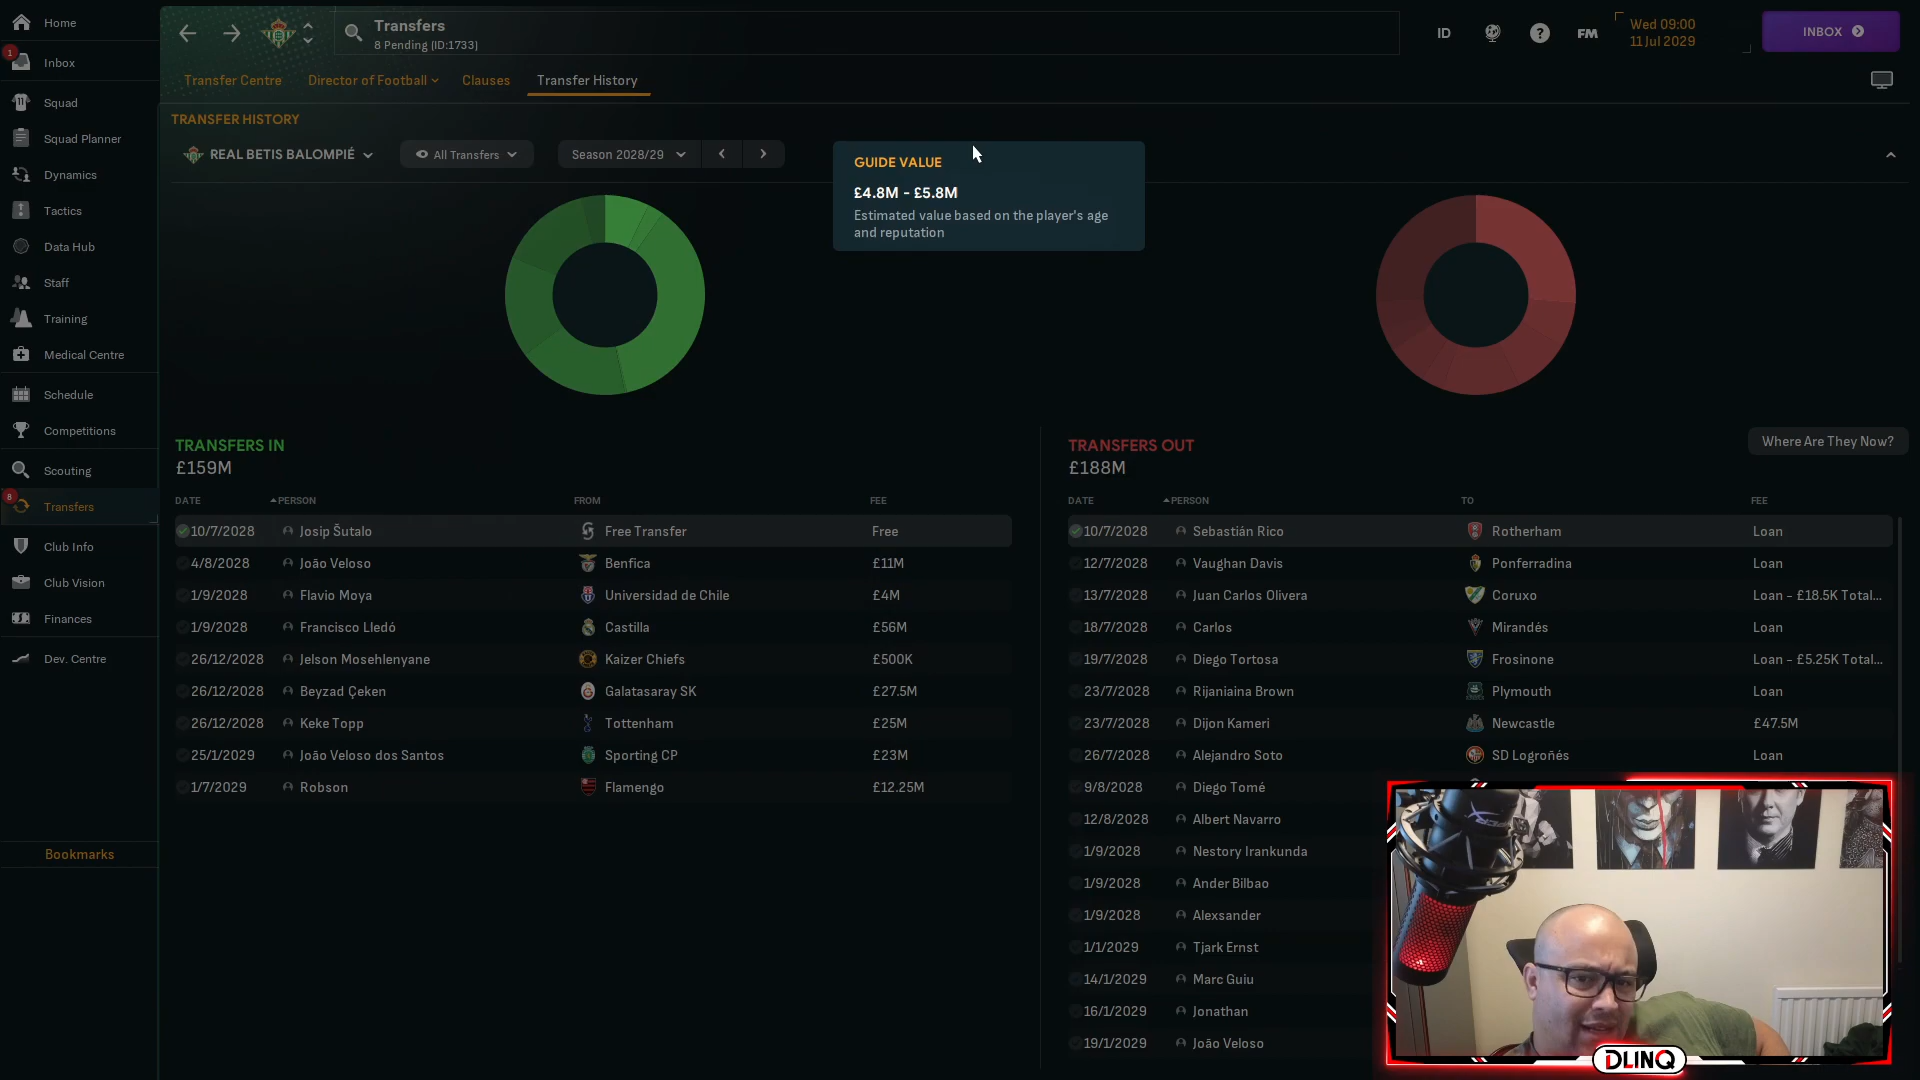 Home
Inbox
1
Squad
Squad Planner
Dynamics
Tactics
Data Hub
Staff
Training
Medical Centre
Schedule
Competitions
Scouting
8
Transfers
Club Info
Club Vision
Finances
Dev. Centre
Bookmarks
Transfers
8 Pending (ID:1733)
ID
?
FM
Wed 09:00
11 Jul 2029
INBOX
Transfer Centre
Director of Football
Clauses
Transfer History
TRANSFER HISTORY
REAL BETIS BALOMPIÉ
All Transfers
Season 2028/29
GUIDE VALUE
£4.8M - £5.8M
Estimated value based on the player's age
and reputation
TRANSFERS IN
£159M
DATE PERSON FROM FEE
10/7/2028 Josip Šutalo Free Transfer Free
4/8/2028 João Veloso Benfica £11M
1/9/2028 Flavio Moya Universidad de Chile £4M
1/9/2028 Francisco Lledó Castilla £56M
26/12/2028 Jelson Mosehlenyane Kaizer Chiefs £500K
26/12/2028 Beyzad Çeken Galatasaray SK £27.5M
26/12/2028 Keke Topp Tottenham £25M
25/1/2029 João Veloso dos Santos Sporting CP £23M
1/7/2029 Robson Flamengo £12.25M
TRANSFERS OUT
£188M
Where Are They Now?
DATE PERSON TO FEE
10/7/2028 Sebastián Rico Rotherham Loan
12/7/2028 Vaughan Davis Ponferradina Loan
13/7/2028 Juan Carlos Olivera Coruxo Loan - £18.5K Total...
18/7/2028 Carlos Mirandés Loan
19/7/2028 Diego Tortosa Frosinone Loan - £5.25K Total...
23/7/2028 Rijaniaina Brown Plymouth Loan
23/7/2028 Dijon Kameri Newcastle £47.5M
26/7/2028 Alejandro Soto SD Logroñés Loan
9/8/2028 Diego Tomé
12/8/2028 Albert Navarro
1/9/2028 Nestory Irankunda
1/9/2028 Ander Bilbao
1/9/2028 Alexsander
1/1/2029 Tjark Ernst
14/1/2029 Marc Guiu
16/1/2029 Jonathan
19/1/2029 João Veloso
DLINQ